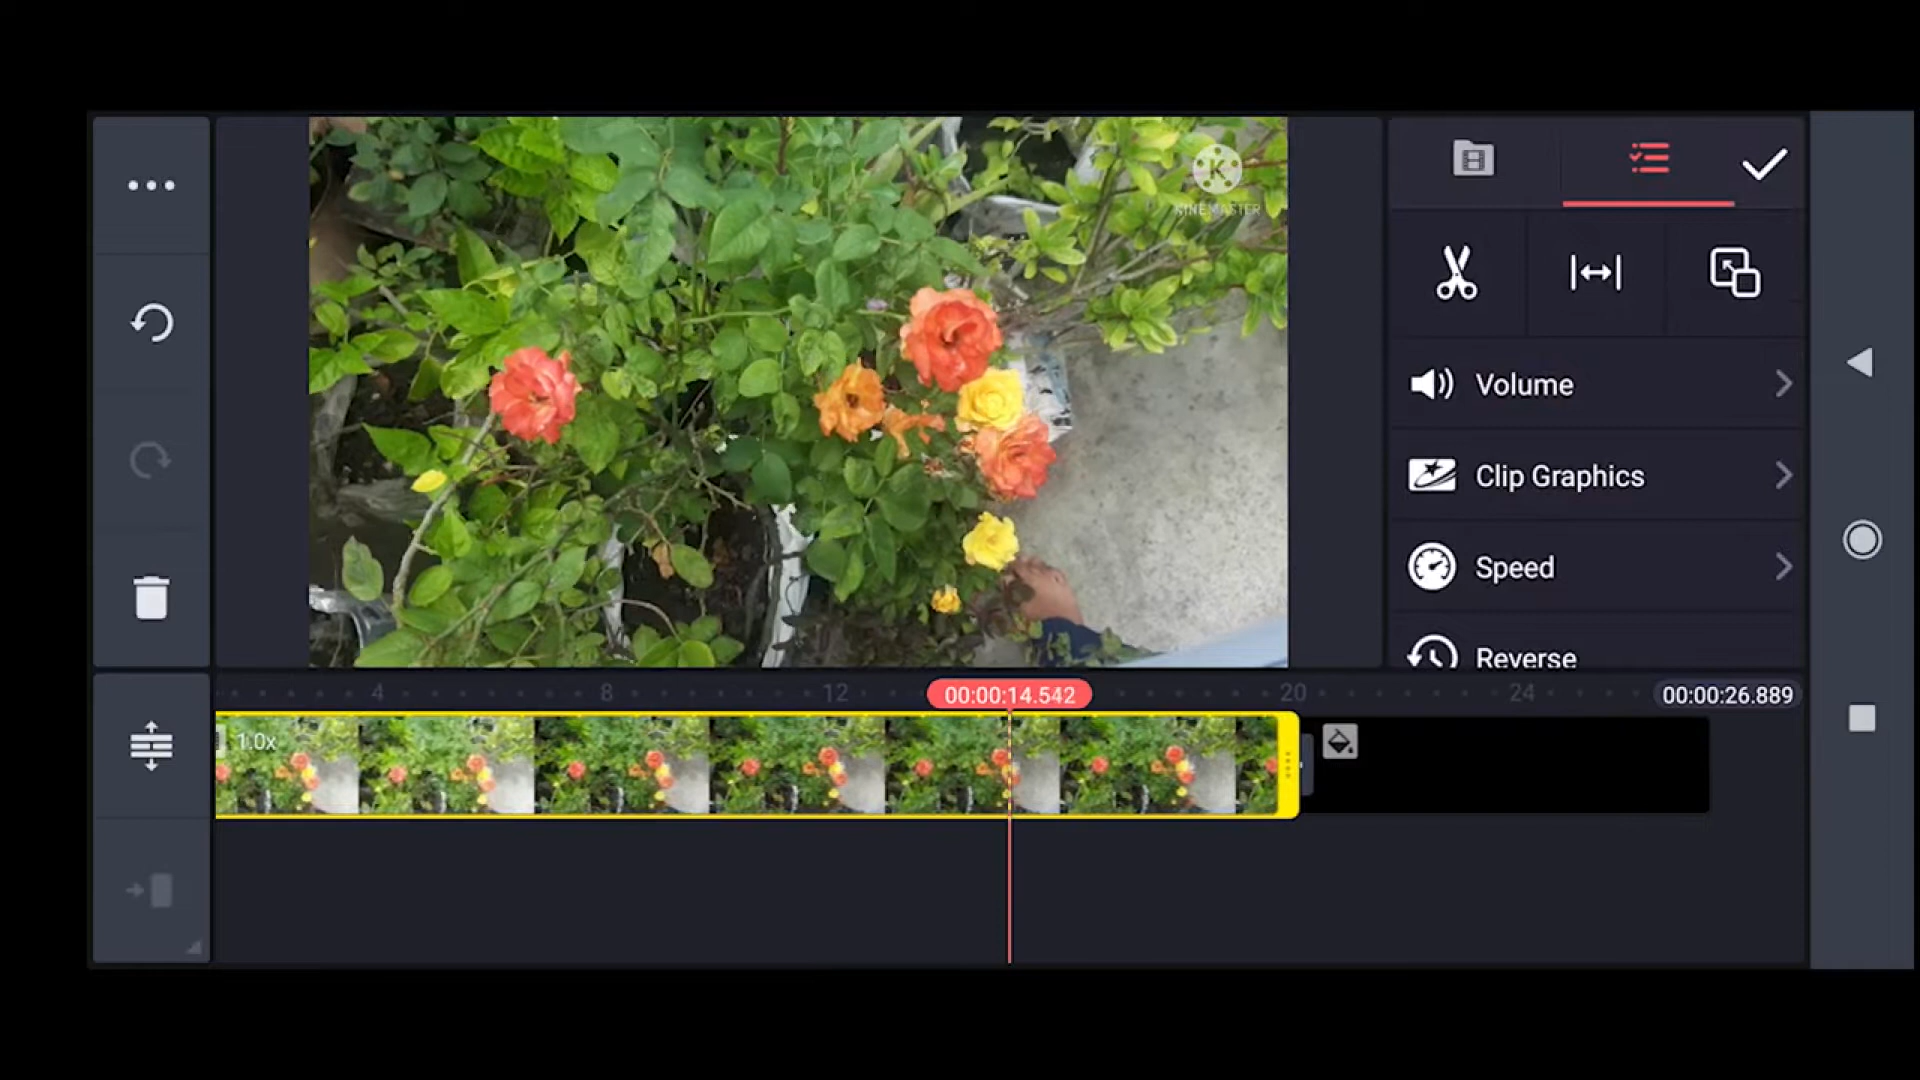 KINEMASTER
Volume
Clip Graphics
Speed
Reverse
4 8 12 00:00:14.542 20 24 00:00:26.889
1.0x